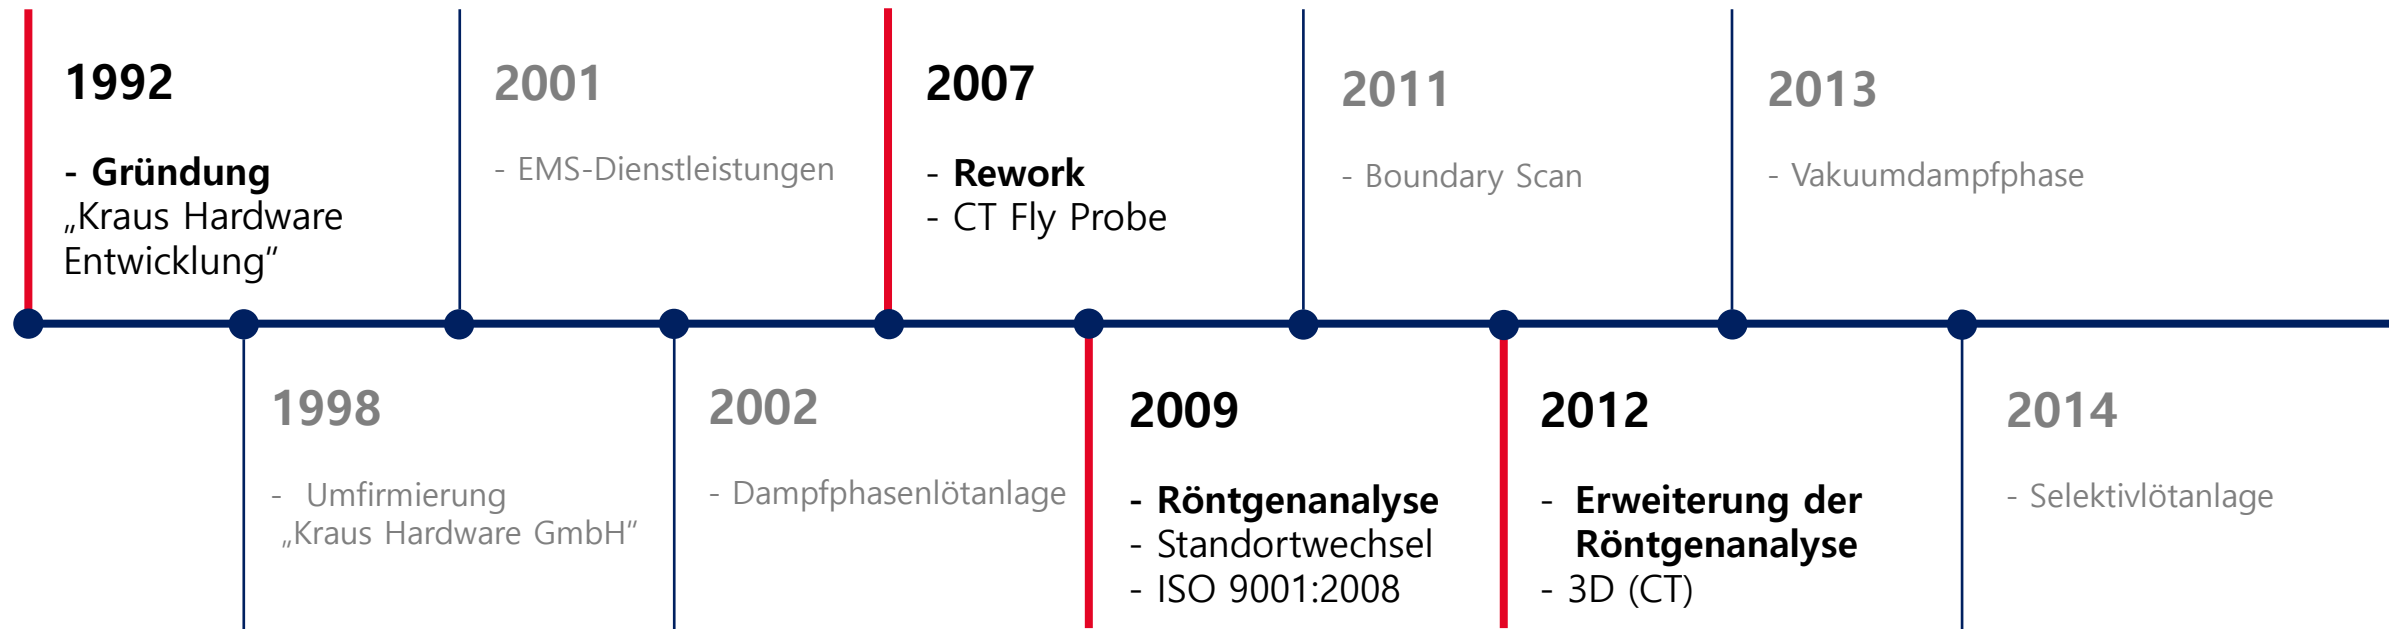 1992
- Gründung
„Kraus Hardware
Entwicklung“
1998
- Umfirmierung
„Kraus Hardware GmbH“
2001
- EMS-Dienstleistungen
2002
- Dampfphasenlötanlage
2007
- Rework
- CT Fly Probe
2009
- Röntgenanalyse
- Standortwechsel
- ISO 9001:2008
2011
- Boundary Scan
2012
- Erweiterung der
Röntgenanalyse
- 3D (CT)
2013
- Vakuumdampfphase
2014
- Selektivlötanlage